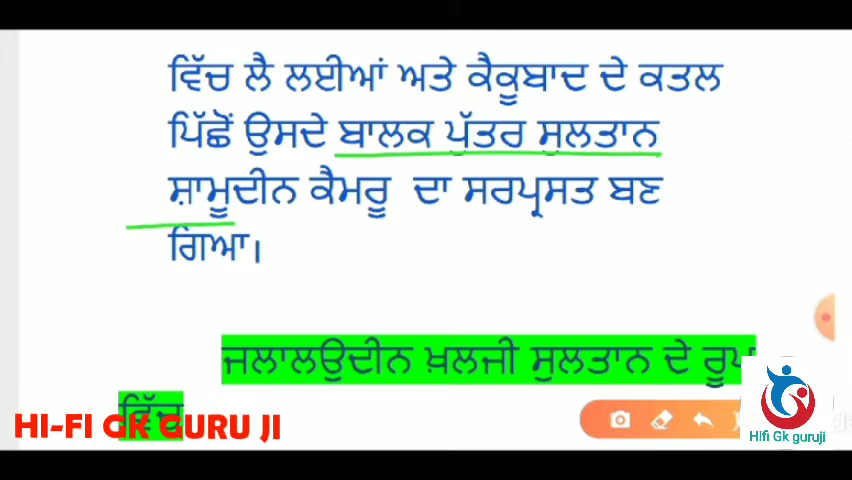 ਵਿੱਚ ਲੈ ਲਈਆਂ ਅਤੇ ਕੈਕੂਬਾਦ ਦੇ ਕਤਲ
ਪਿੱਛੋਂ ਉਸਦੇ ਬਾਲਕ ਪੁੱਤਰ ਸੁਲਤਾਨ
ਸ਼ਾਮੂਦੀਨ ਕੈਮਰੂ ਦਾ ਸਰਪ੍ਰਸਤ ਬਣ
ਗਿਆ।
ਜਲਾਲਉਦੀਨ ਖ਼ਲਜੀ ਸੁਲਤਾਨ ਦੇ ਰੂਪ
ਵਿੱਚ
HI-FI GK GURU JI
Hifi Gk guruji